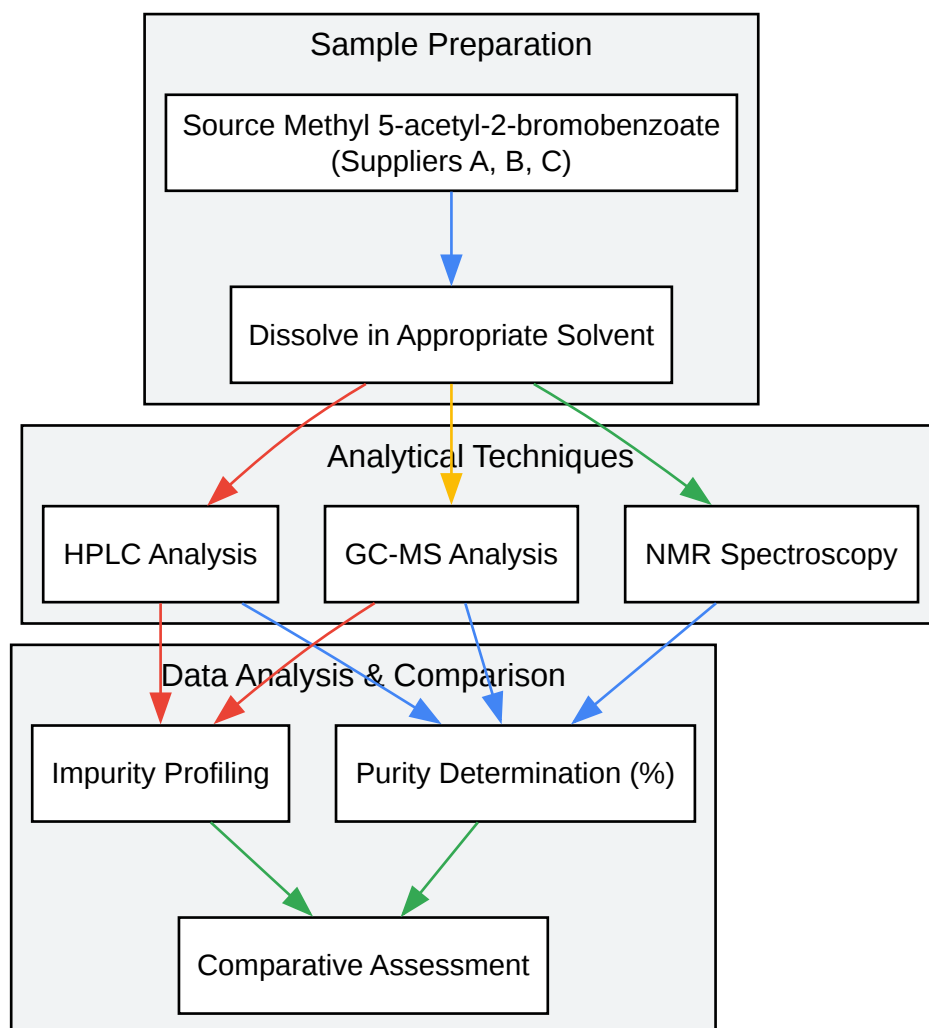 Sample Preparation
Source Methyl 5-acetyl-2-bromobenzoate
(Suppliers A, B, C)
Dissolve in Appropriate Solvent
Analytical Techniques
HPLC Analysis
GC-MS Analysis
NMR Spectroscopy
Data Analysis & Comparison
Impurity Profiling
Purity Determination (%)
Comparative Assessment